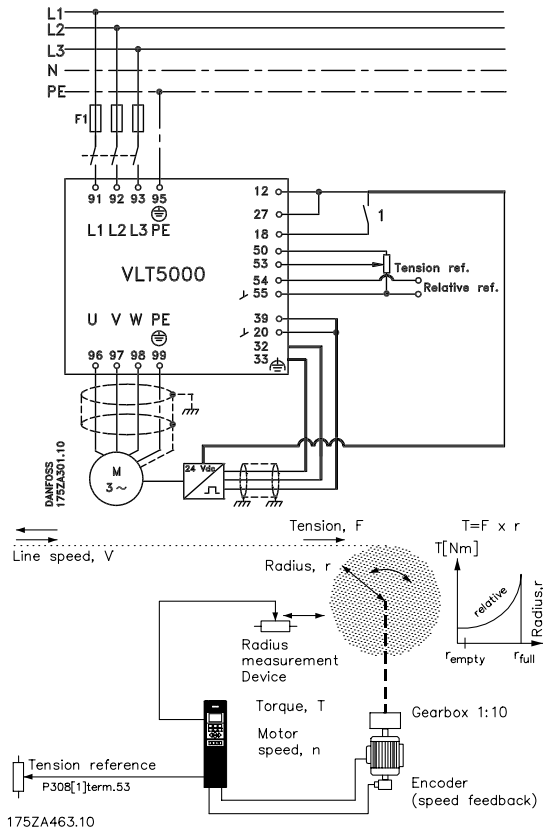 L1
L2
L3
N
PE
F1
91 92 93 95
L1 L2 L3 PE
VLT5000
U V W PE
96 97 98 99
12
27
18
50
53
54
55
39
20
32
33
1
Tension ref.
Relative ref.
M
3 ~
24 Vdc
DANFOSS
175ZA301.10
Line speed, V
Tension, F
T=F x r
T[Nm]
Radius, r
relative
Radius.r
r empty
r full
Radius
measurement
Device
Torque, T
Motor
speed, n
Gearbox 1:10
Tension reference
P308[1]term.53
Encoder
(speed feedback)
175ZA463.10